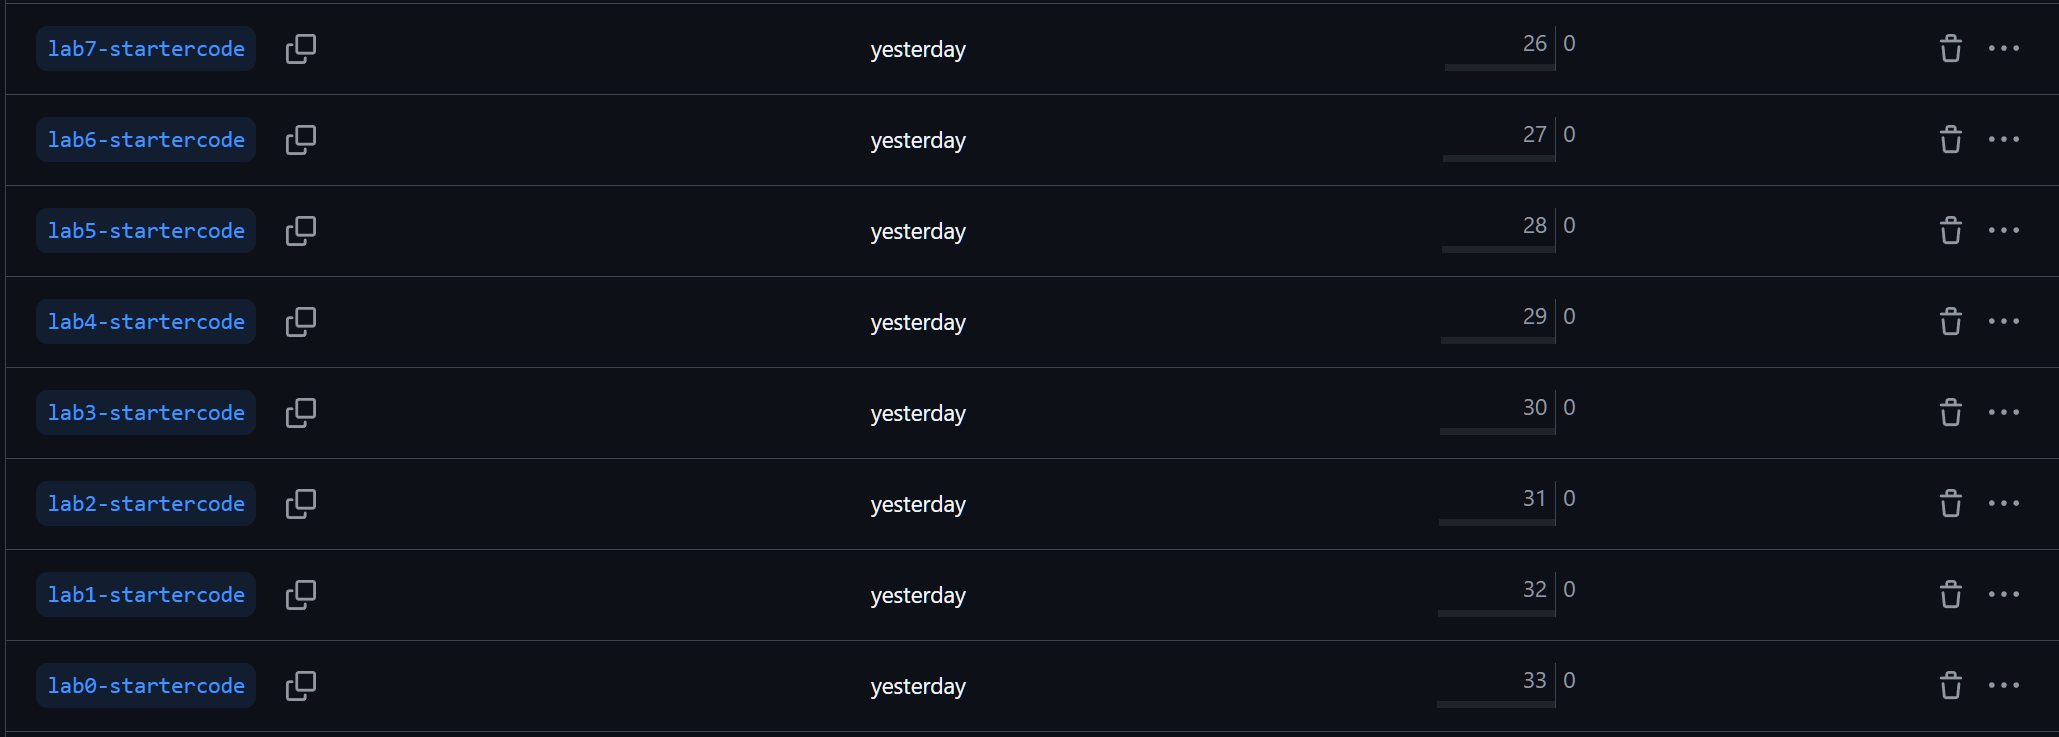 lab7-startercode yesterday 26 0
lab6-startercode yesterday 27 0
lab5-startercode yesterday 28 0
lab4-startercode yesterday 29 0
lab3-startercode yesterday 30 0
lab2-startercode yesterday 31 0
lab1-startercode yesterday 32 0
lab0-startercode yesterday 33 0